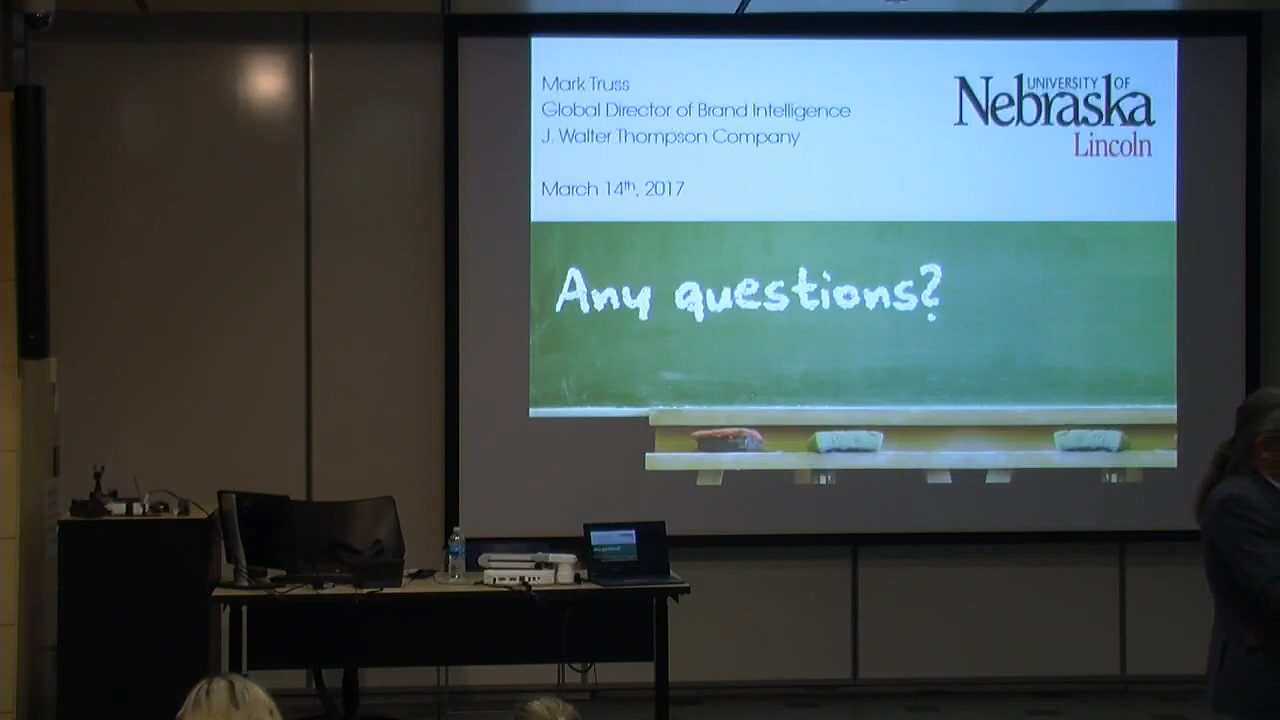 Mark Truss
Global Director of Brand Intelligence
J. Walter Thompson Company
March 14th, 2017
UNIVERSITY OF
Nebraska
Lincoln
Any questions?